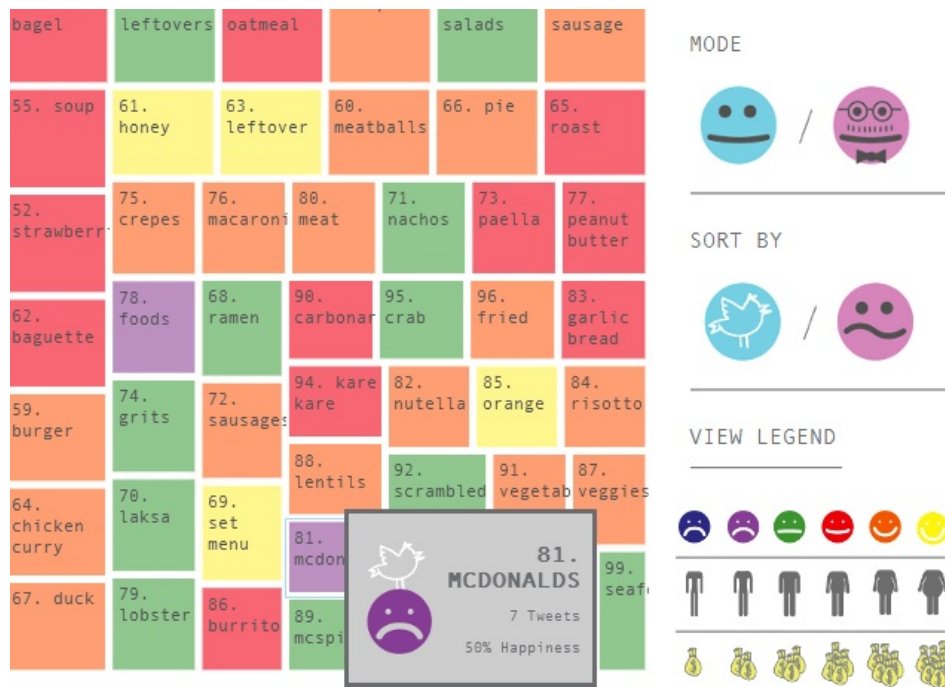 bagel
leftovers
oatmeal
salads
sausage
55. soup
61.
honey
63.
leftover
60.
meatballs
66. pie
65.
roast
52.
strawberr
75.
crepes
76.
macaroni
80.
meat
71.
nachos
73.
paella
77.
peanut
butter
62.
baguette
78.
foods
68.
ramen
90.
carbonar
95.
crab
96.
fried
83.
garlic
bread
59.
burger
74.
grits
72.
sausages
94. kare
kare
82.
nutella
85.
orange
84.
risotto
64.
chicken
curry
70.
laksa
69.
set
menu
88.
lentils
92.
scrambled
91.
vegetab
87.
veggies
67. duck
79.
lobster
86.
burrito
81.
mcdon
89.
mcspi
99.
seaf
81.
MCDONALDS
7 Tweets
50% Happiness
MODE
/
SORT BY
/
VIEW LEGEND